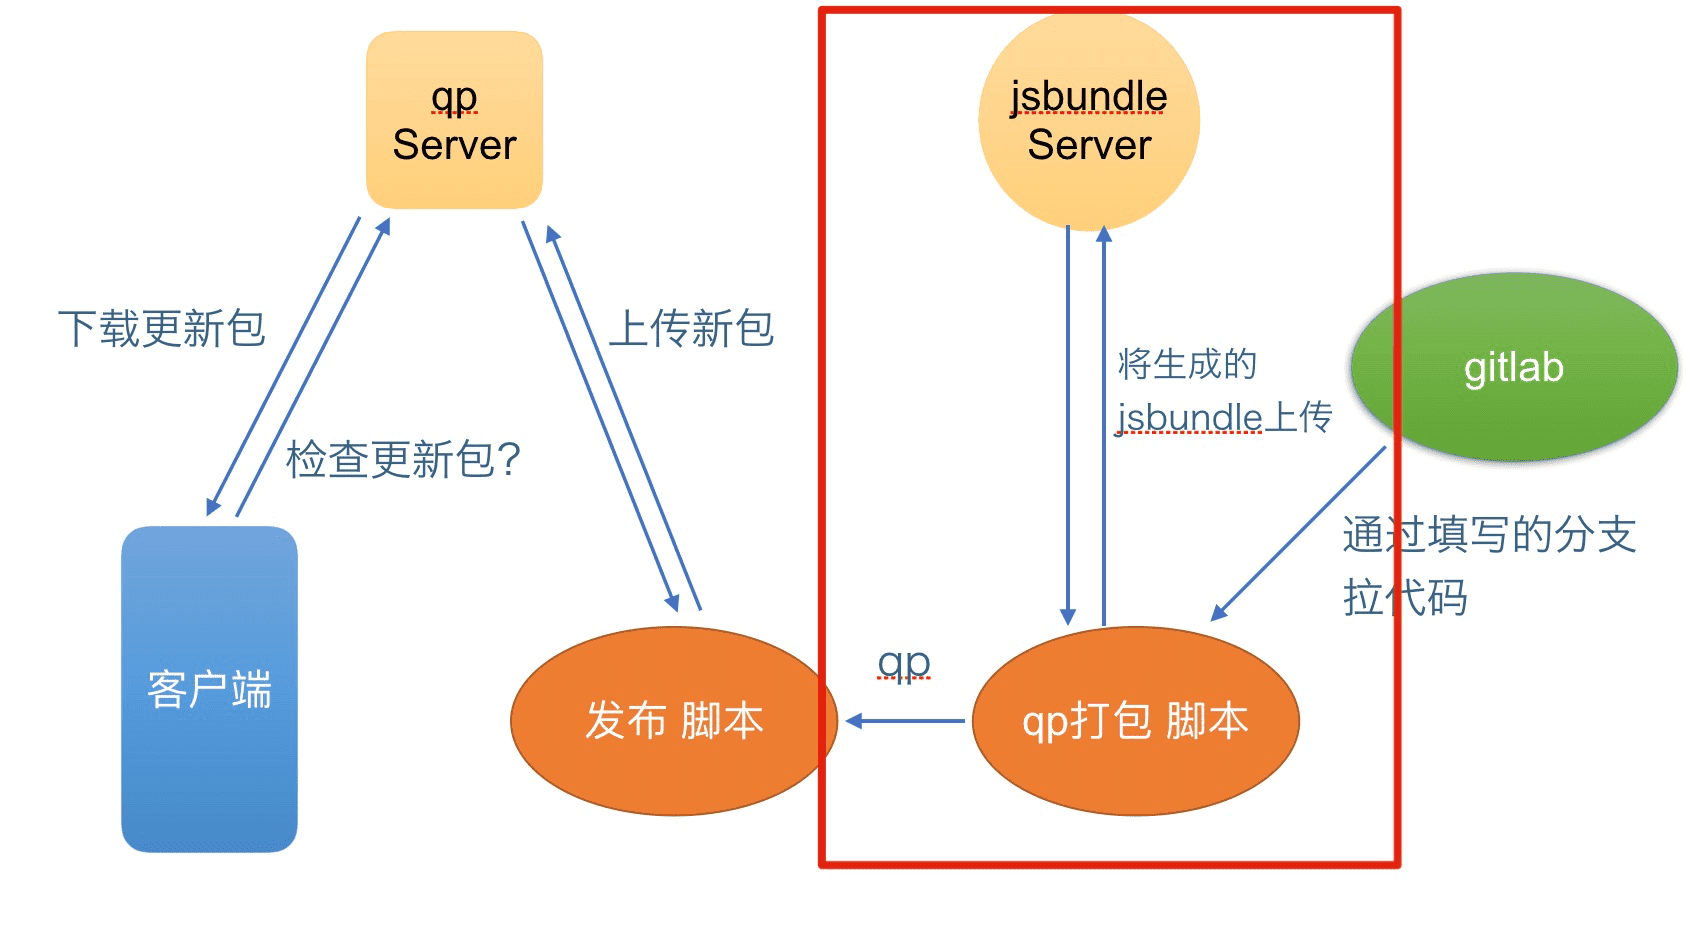 qp
Server
jsbundle
Server
下载更新包
上传新包
检查更新包?
将生成的
jsbundle上传
gitlab
通过填写的分支
拉代码
客户端
发布 脚本
qp
qp打包 脚本